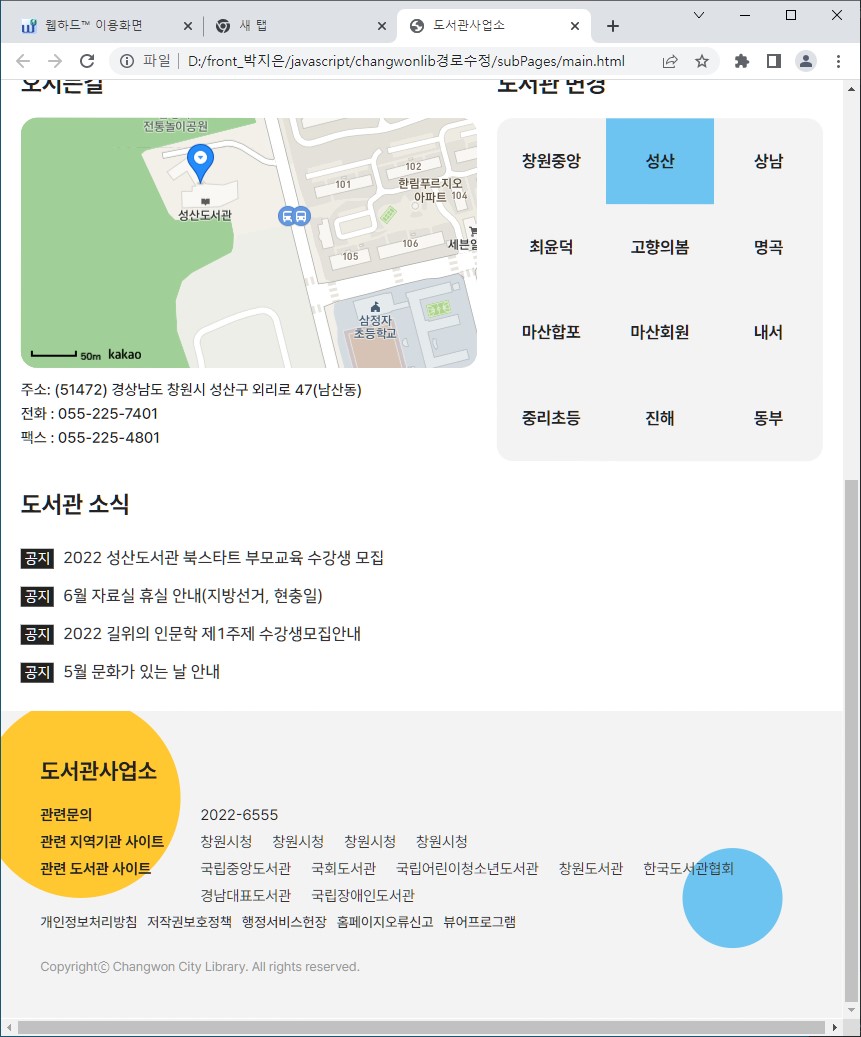 웹하드™ 이용화면
새 탭
도서관사업소
파일
D:/front_박지은/javascript/changwonlib경로수정/subPages/main.html
오시는길
도서관 변경
전통놀이공원
성산도서관
101
102
한림푸르지오
아파트
104
세븐일
105
106
삼정자
초등학교
50m
kakao
창원중앙 성산 상남
최윤덕 고향의봄 명곡
마산합포 마산회원 내서
중리초등 진해 동부
주소: (51472) 경상남도 창원시 성산구 외리로 47(남산동)
전화 : 055-225-7401
팩스 : 055-225-4801
도서관 소식
공지 2022 성산도서관 북스타트 부모교육 수강생 모집
공지 6월 자료실 휴실 안내(지방선거, 현충일)
공지 2022 길위의 인문학 제1주제 수강생모집안내
공지 5월 문화가 있는 날 안내
도서관사업소
관련문의 2022-6555
관련 지역기관 사이트 창원시청 창원시청 창원시청 창원시청
관련 도서관 사이트 국립중앙도서관 국회도서관 국립어린이청소년도서관 창원도서관 한국도서관협회
경남대표도서관 국립장애인도서관
개인정보처리방침 저작권보호정책 행정서비스헌장 홈페이지오류신고 뷰어프로그램
Copyrightⓒ Changwon City Library. All rights reserved.